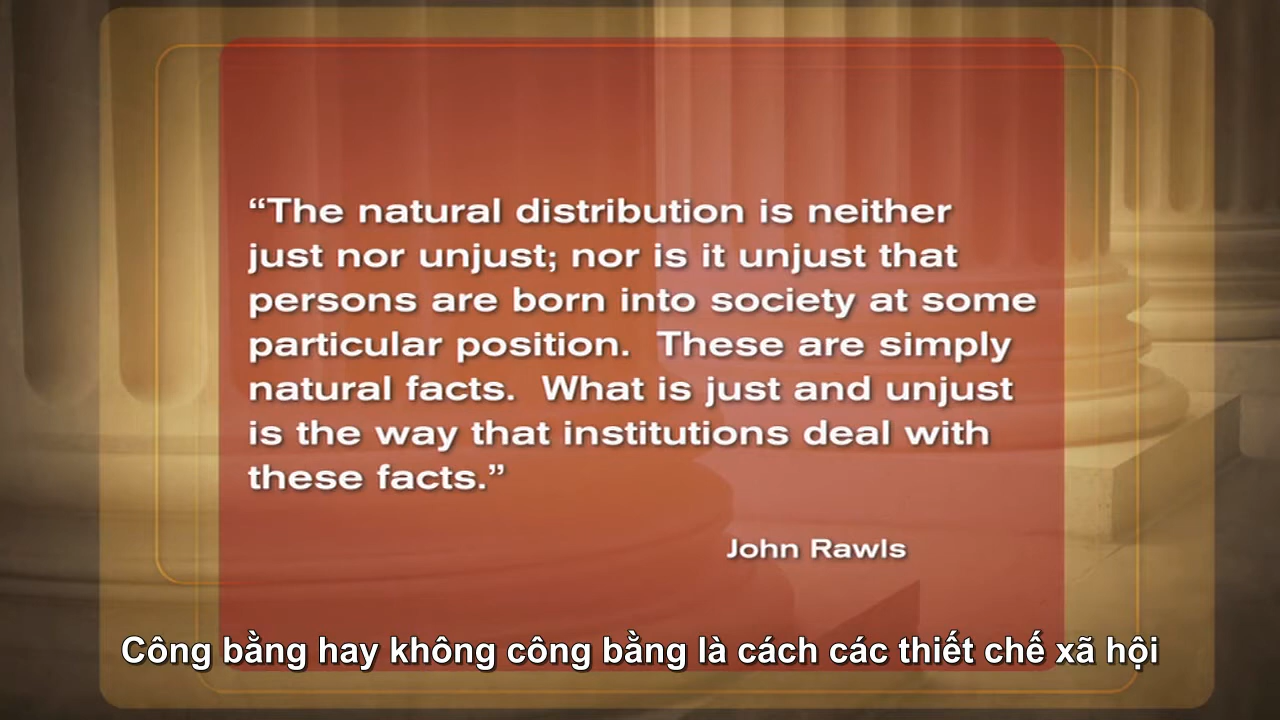 “The natural distribution is neither
just nor unjust; nor is it unjust that
persons are born into society at some
particular position.  These are simply
natural facts.  What is just and unjust
is the way that institutions deal with
these facts.”
John Rawls
Công bằng hay không công bằng là cách các thiết chế xã hội